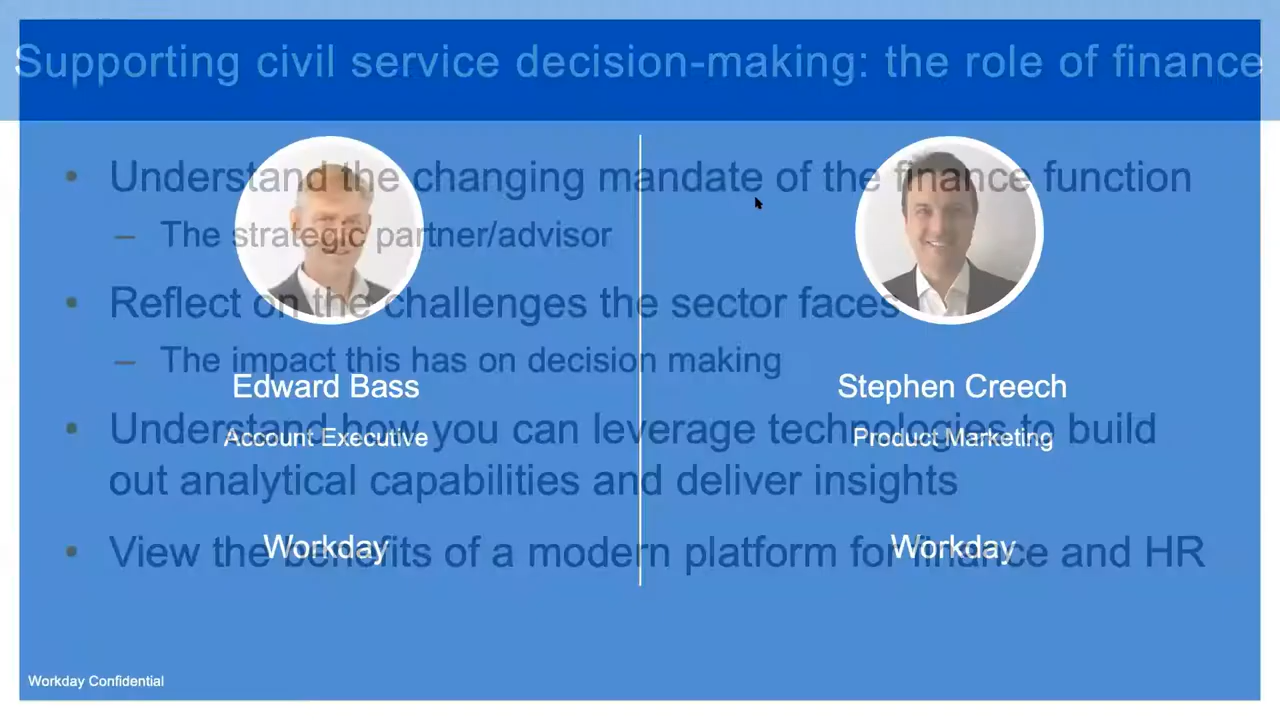 Supporting civil service decision-making: the role of finance
• Understand the changing mandate of the finance function
– The strategic partner/advisor
• Reflect on the challenges the sector faces
– The impact this has on decision making
Edward Bass
Stephen Creech
• Understand how you can leverage technologies to build
Account Executive
Product Marketing
out analytical capabilities and deliver insights
• View the benefits of a modern platform for finance and HR
Workday
Workday
Workday Confidential